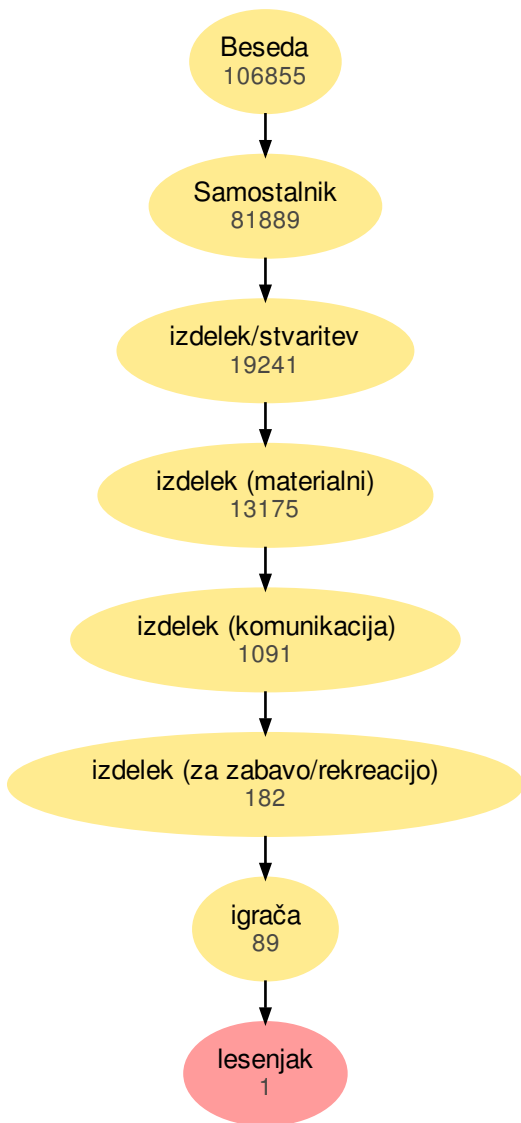 Beseda
106855
Samostalnik
81889
izdelek/stvaritev
19241
izdelek (materialni)
13175
izdelek (komunikacija)
1091
izdelek (za zabavo/rekreacijo)
182
igrača
89
lesenjak
1